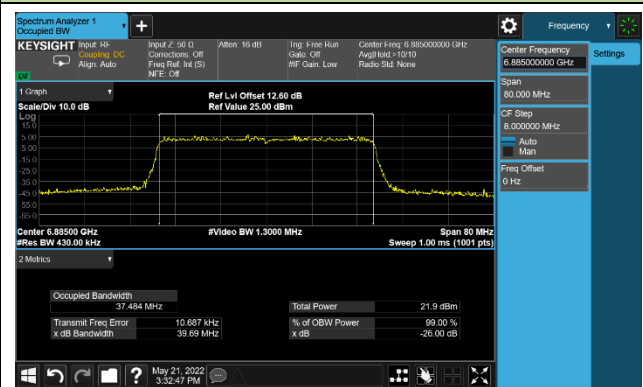 Spectrum Analyzer 1
Occupied BW
Frequency
KEYSIGHT
Input: RF
Coupling: DC
Align: Auto
Input Z: 50 Ω
Corrections: Off
Freq Ref: Int (S)
NFE: Off
Atten: 16 dB
Trig: Free Run
Gate: Off
#IF Gain: Low
Center Freq: 6.885000000 GHz
Avg|Hold:>10/10
Radio Std: None
Center Frequency
6.885000000 GHz
Settings
Span
80.000 MHz
CF Step
8.000000 MHz
Auto
Man
Freq Offset
0 Hz
1 Graph
Scale/Div 10.0 dB
Ref Lvl Offset 12.60 dB
Ref Value 25.00 dBm
Log
15.0
5.00
-5.00
-15.0
-25.0
-35.0
-45.0
-55.0
-65.0
Center 6.88500 GHz
#Video BW 1.3000 MHz
Span 80 MHz
#Res BW 430.00 kHz
Sweep 1.00 ms (1001 pts)
2 Metrics
Occupied Bandwidth
37.484 MHz
Total Power
21.9 dBm
Transmit Freq Error
10.687 kHz
% of OBW Power
99.00 %
x dB Bandwidth
39.69 MHz
x dB
-26.00 dB
May 21, 2022
3:32:47 PM